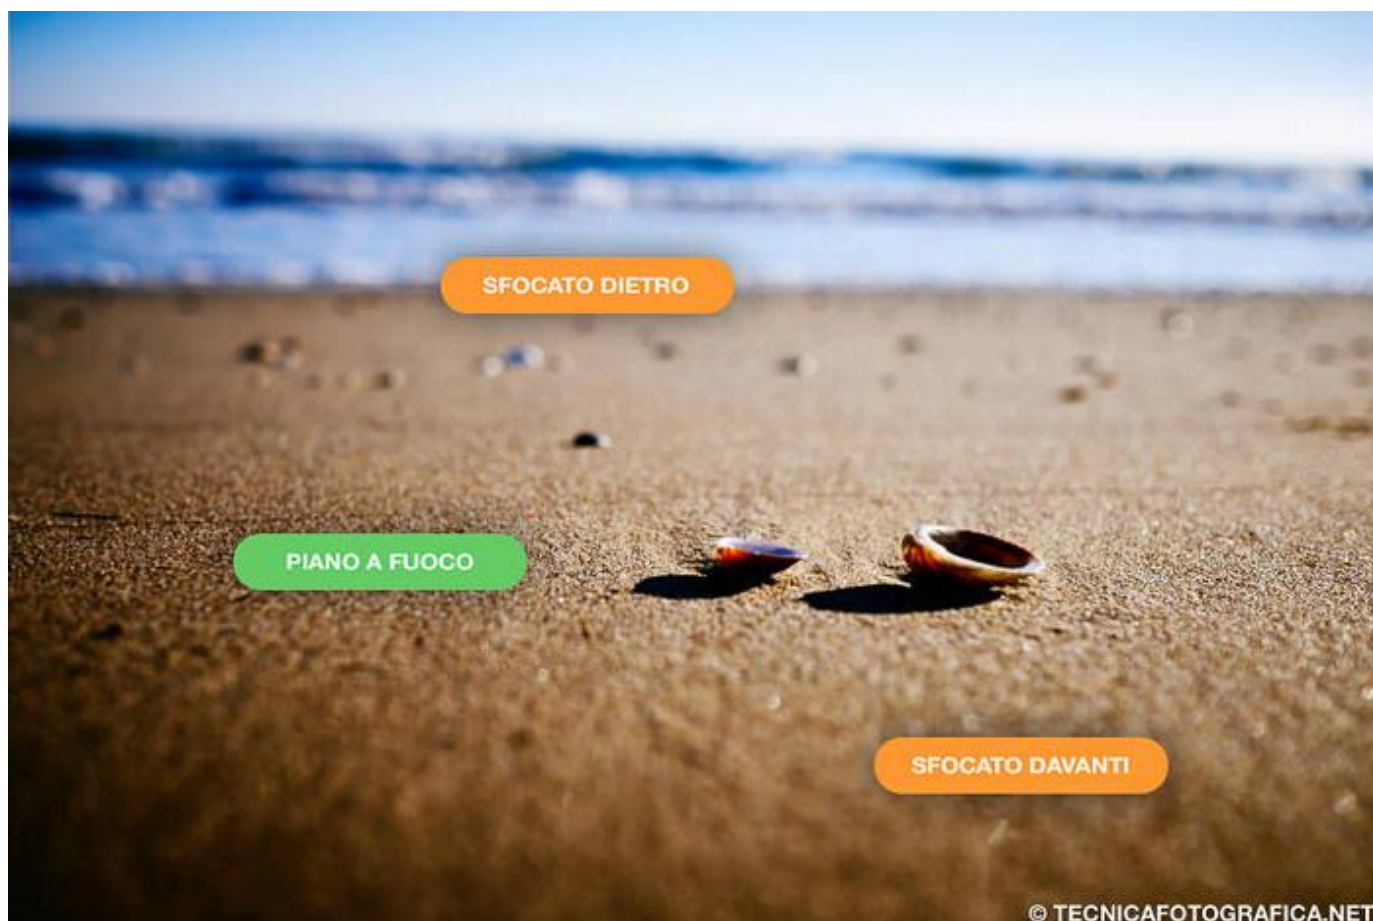 SFOCATO DIETRO
PIANO A FUOCO
SFOCATO DAVANTI
© TECNICAFOTOGRAFICA.NET